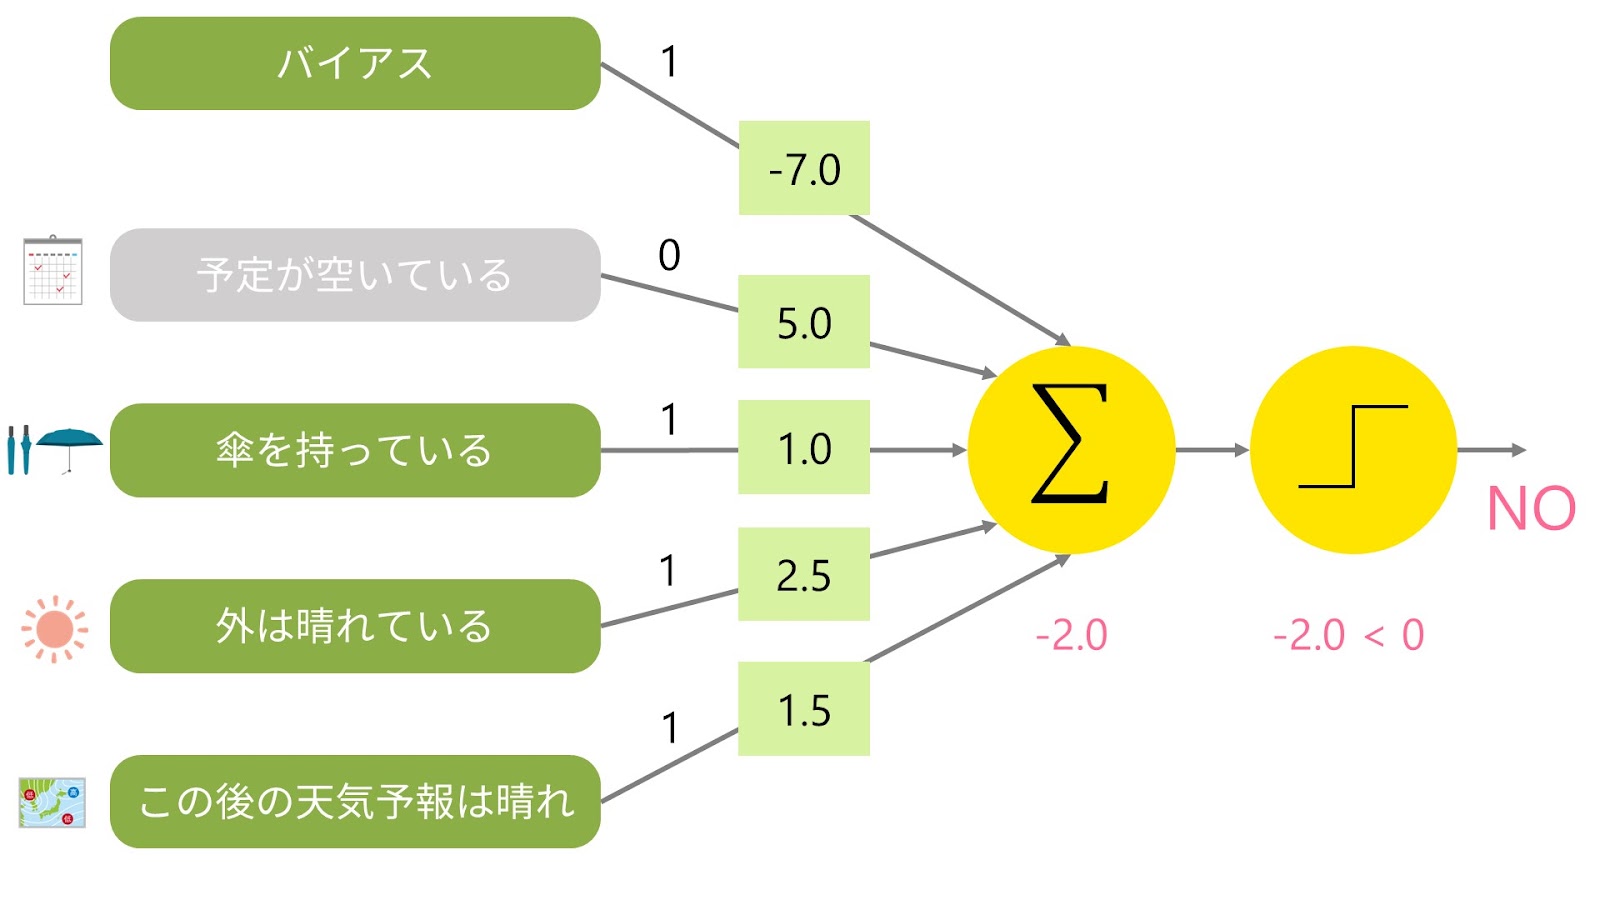 バイアス
1
-7.0
予定が空いている
0
5.0
傘を持っている
1
1.0
外は晴れている
1
2.5
この後の天気予報は晴れ
1
1.5
∑
-2.0
-2.0 < 0
NO
低
高
低